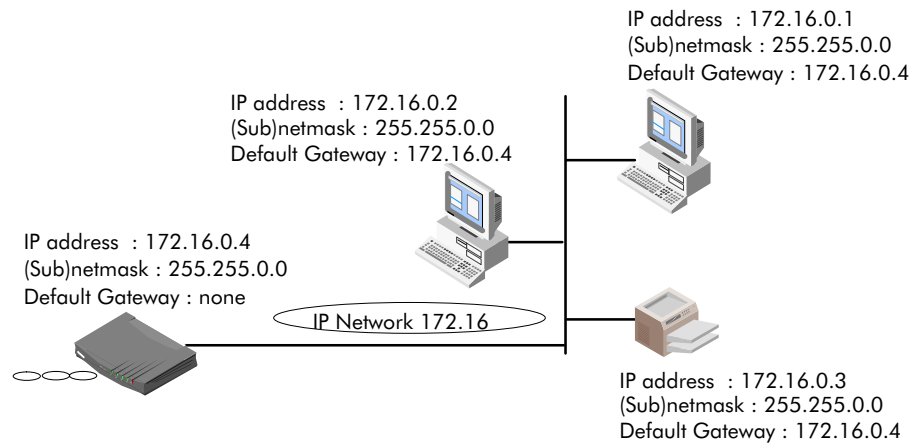 IP address : 172.16.0.1
(Sub)netmask : 255.255.0.0
Default Gateway : 172.16.0.4
IP address : 172.16.0.2
(Sub)netmask : 255.255.0.0
Default Gateway : 172.16.0.4
IP address : 172.16.0.4
(Sub)netmask : 255.255.0.0
Default Gateway : none
IP Network 172.16
IP address : 172.16.0.3
(Sub)netmask : 255.255.0.0
Default Gateway : 172.16.0.4